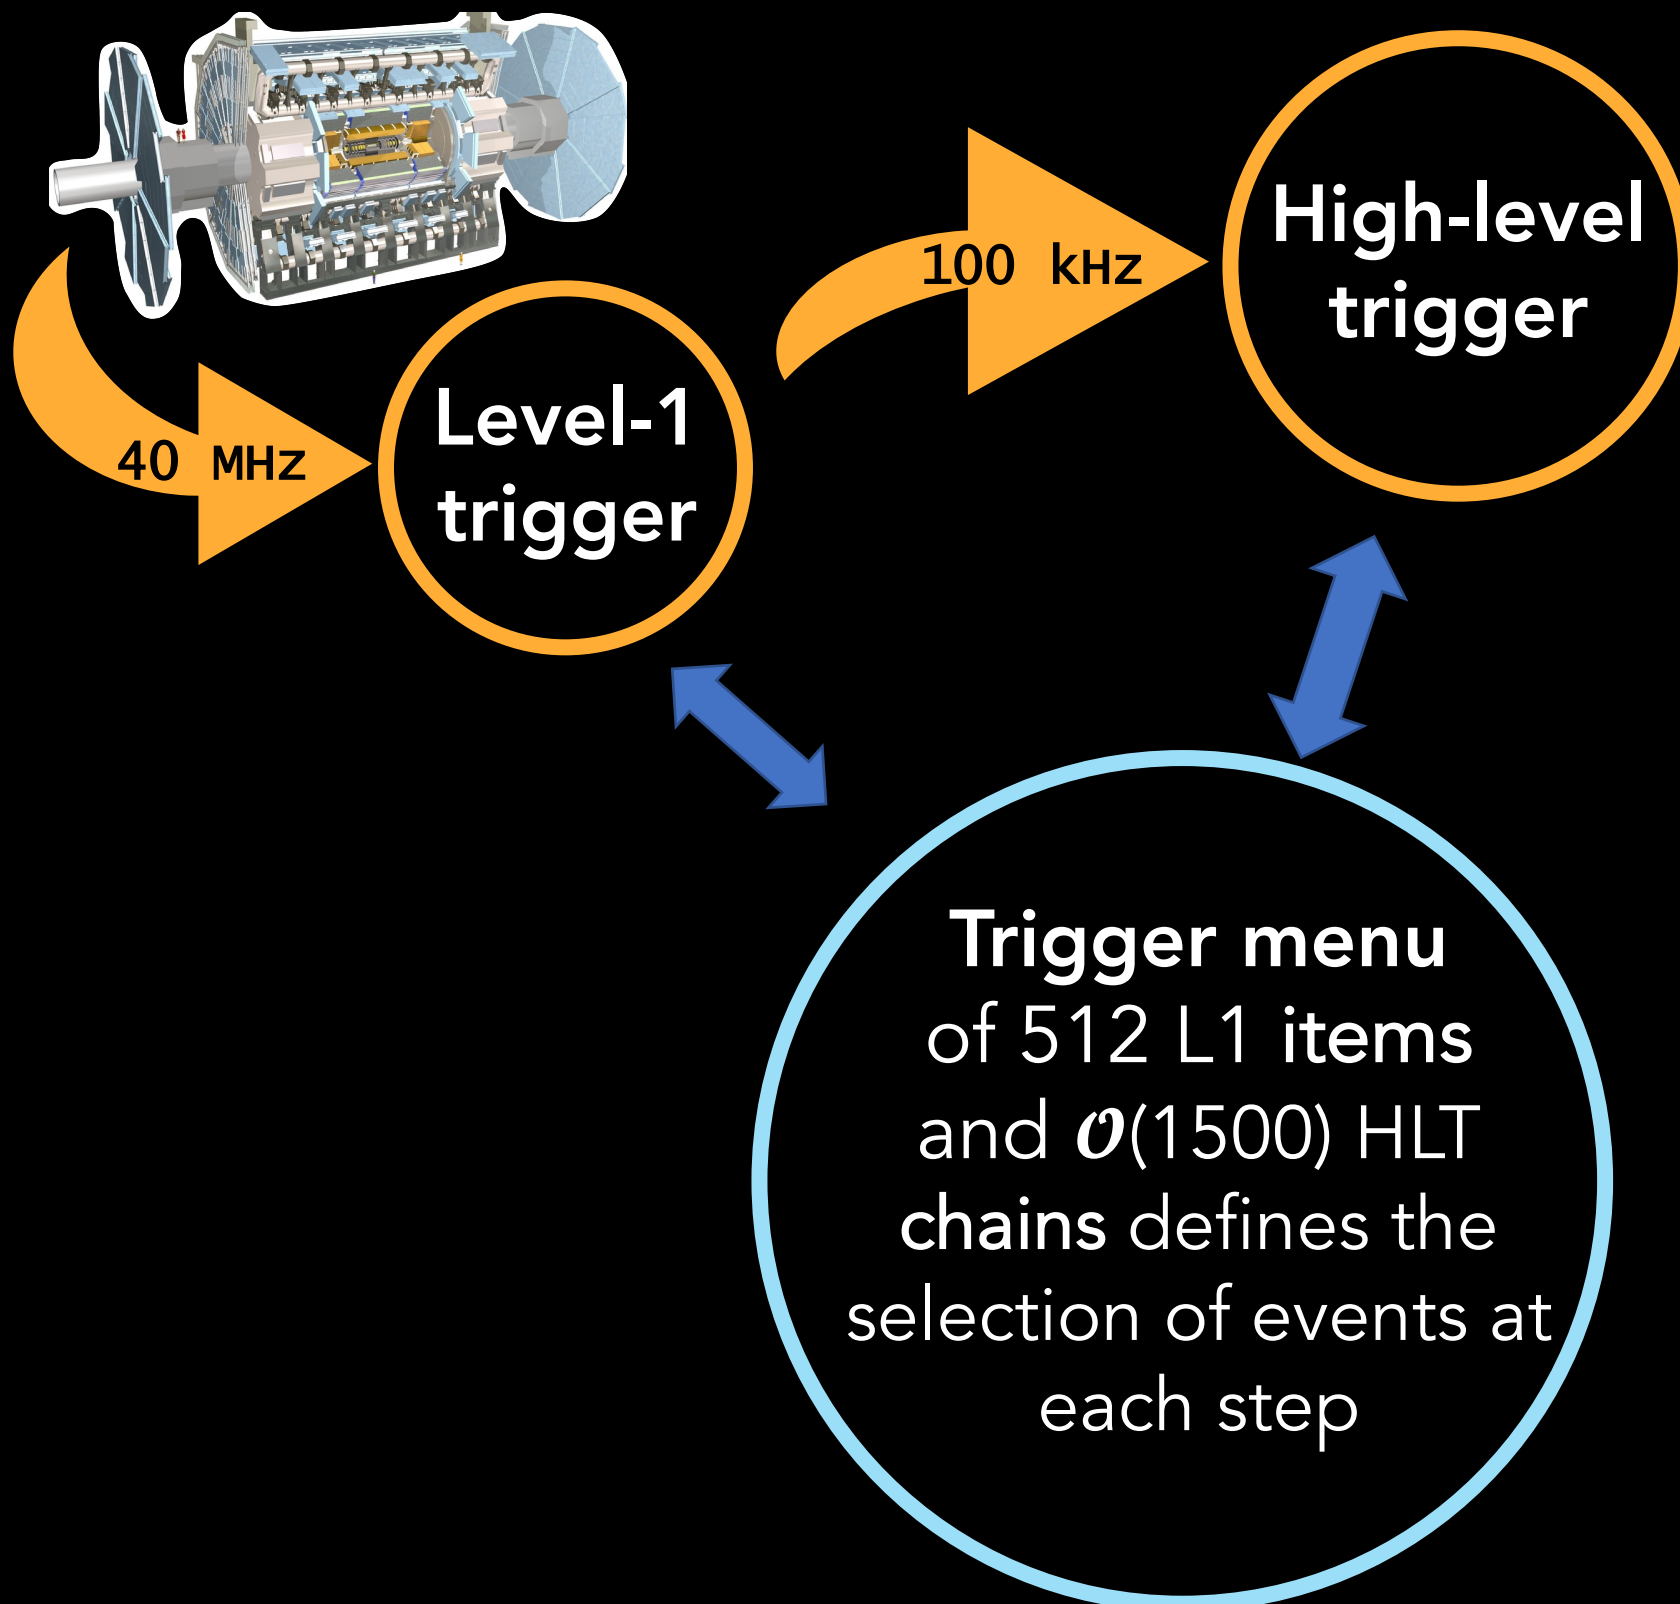 40 MHz
Level-1
trigger
100 kHz
High-level
trigger
Trigger menu
of 512 L1 items
and 𝓞(1500) HLT
chains defines the
selection of events at
each step